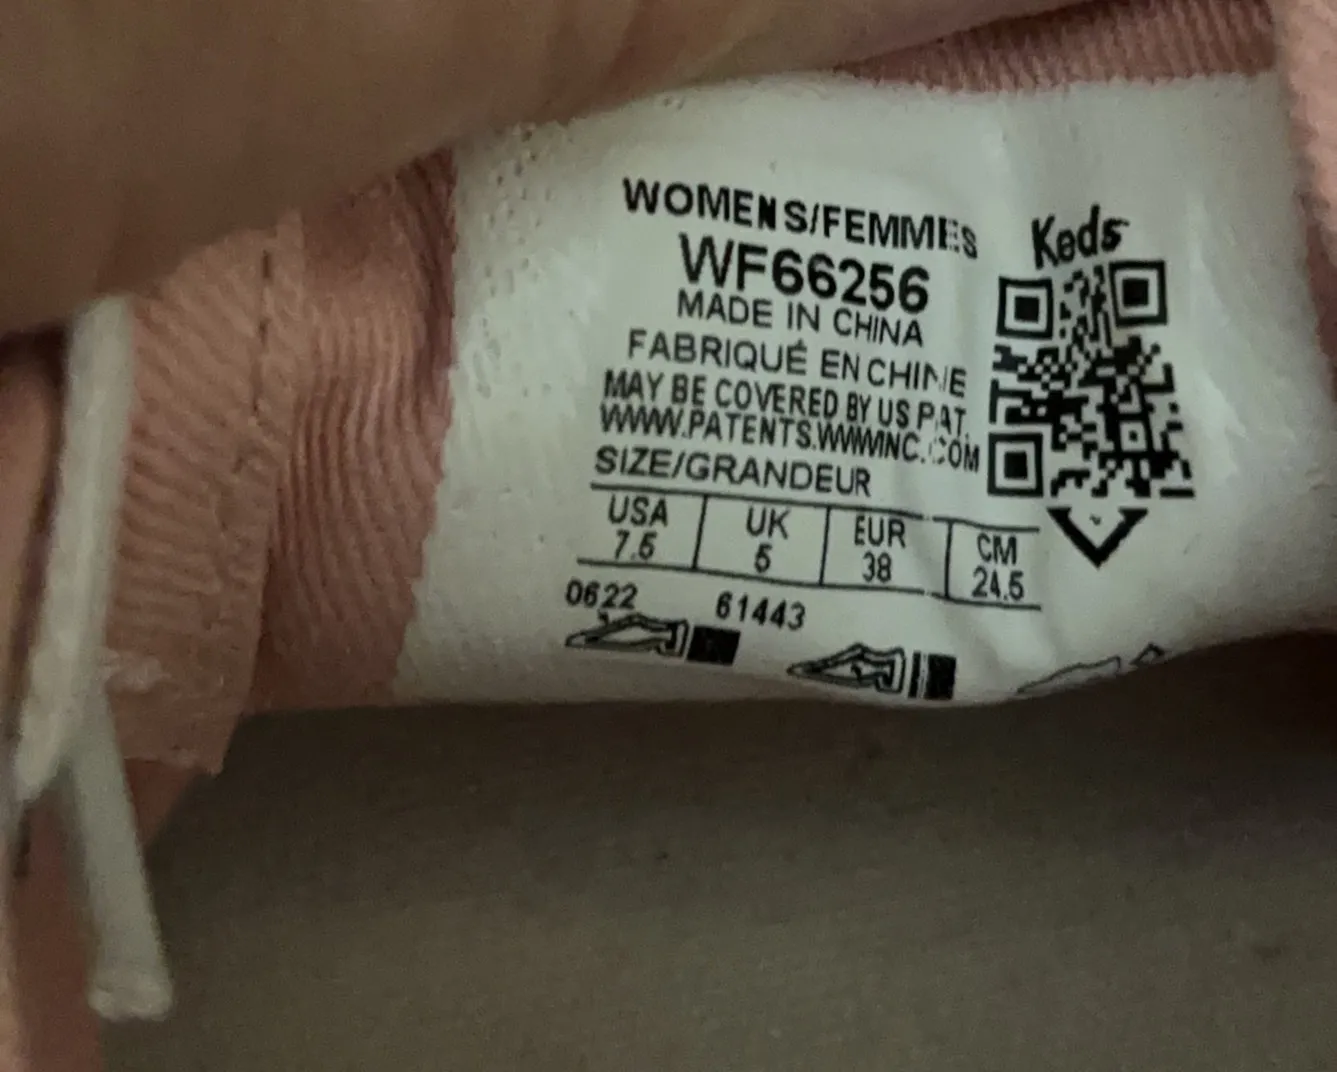 WOMENS/FEMMES
Keds
WF66256
MADE IN CHINA
FABRIQUÉ EN CHINE
MAY BE COVERED BY US PAT.
WWW.PATENTS.WWWINC.COM
SIZE/GRANDEUR
USA UK EUR CM
7.5 5 38 24.5
0622 61443